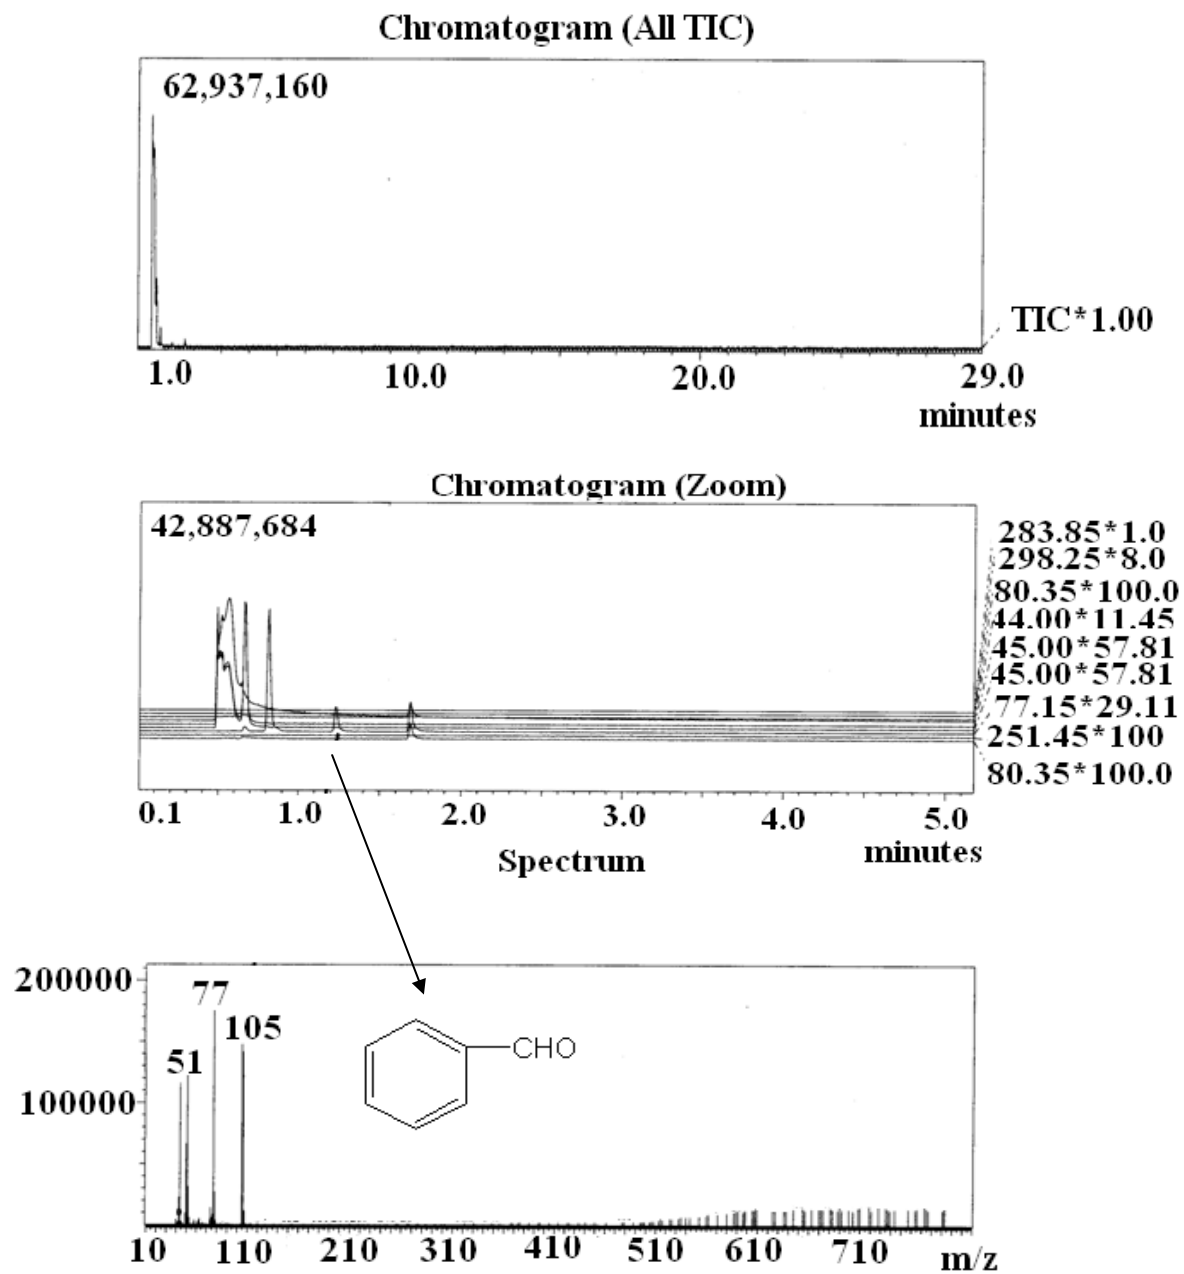 Chromatogram (All TIC)
62,937,160
TIC*1.00
1.0 10.0 20.0 29.0
minutes
Chromatogram (Zoom)
42,887,684
283.85*1.0
298.25*8.0
80.35*100.0
44.00*11.45
45.00*57.81
45.00*57.81
77.15*29.11
251.45*100
80.35*100.0
0.1 1.0 2.0 3.0 4.0 5.0
Spectrum minutes
200000
77
105
51
CHO
100000
10 110 210 310 410 510 610 710 m/z